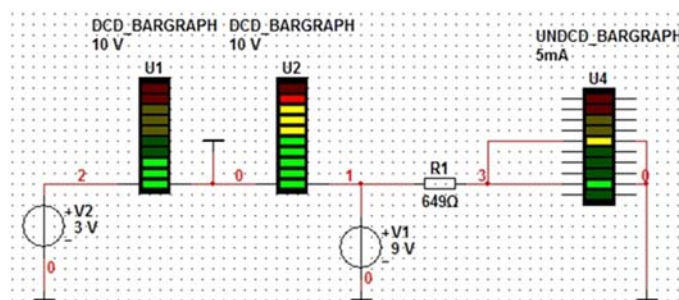 DCD_BARGRAPH
10 V
U1
DCD_BARGRAPH
10 V
U2
UNDCD_BARGRAPH
5mA
U4
2
0
1
R1
649Ω
3
0
+V2
3 V
-
0
+V1
9 V
-
0